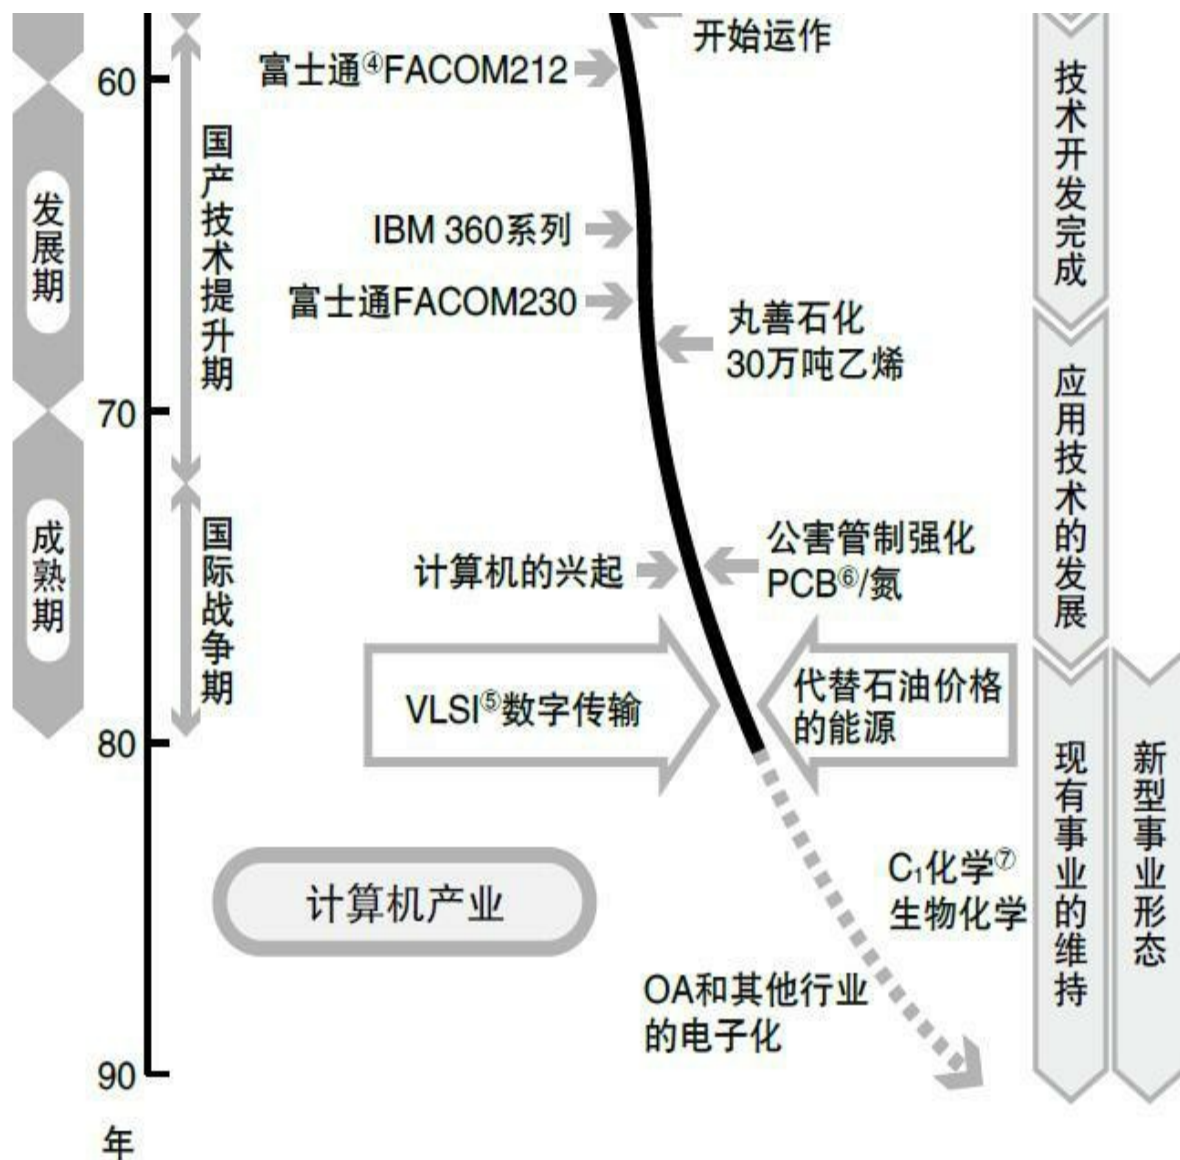 开始运作
富士通④FACOM212
60
技术开发完成
国产技术提升期
发展期
IBM 360系列
富士通FACOM230
丸善石化
30万吨乙烯
70
应用技术的发展
成熟期
国际战争期
计算机的兴起
公害管制强化
PCB⑥/氮
VLSI⑤数字传输
代替石油价格
的能源
80
现有事业的维持
新型事业形态
计算机产业
C₁化学⑦
生物化学
OA和其他行业
的电子化
90
年